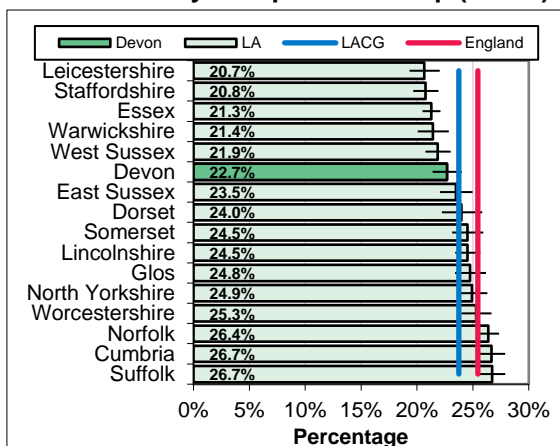 Devon LA LACG England
Leicestershire 20.7%
Staffordshire 20.8%
Essex 21.3%
Warwickshire 21.4%
West Sussex 21.9%
Devon 22.7%
East Sussex 23.5%
Dorset 24.0%
Somerset 24.5%
Lincolnshire 24.5%
Glos 24.8%
North Yorkshire 24.9%
Worcestershire 25.3%
Norfolk 26.4%
Cumbria 26.7%
Suffolk 26.7%
0% 5% 10% 15% 20% 25% 30%
Percentage